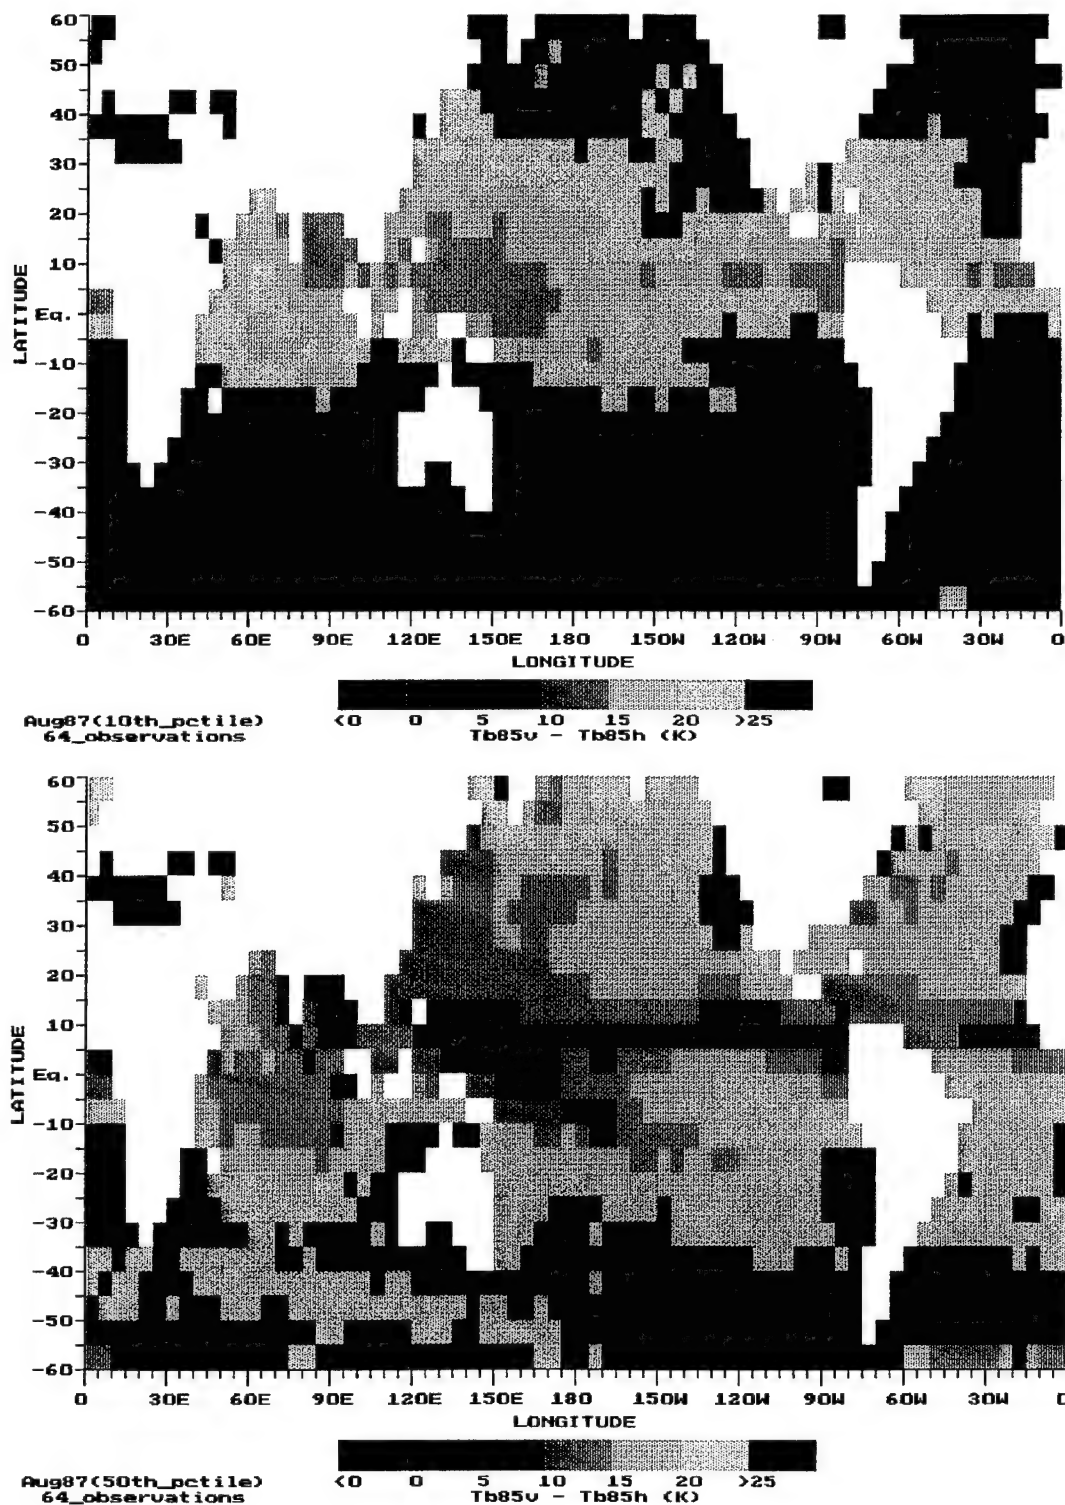 60
50
40
30
20
10
Eq.
-10
-20
-30
-40
-50
-60
LATITUDE
0 30E 60E 90E 120E 150E 180 150W 120W 90W 60W 30W 0
LONGITUDE
<0 0 5 10 15 20 >25
Aug87(10th_pctile)
64_observations
Tb85v - Tb85h (K)
60
50
40
30
20
10
Eq.
-10
-20
-30
-40
-50
-60
LATITUDE
0 30E 60E 90E 120E 150E 180 150W 120W 90W 60W 30W 0
LONGITUDE
<0 0 5 10 15 20 >25
Aug87(50th_pctile)
64_observations
Tb85v - Tb85h (K)